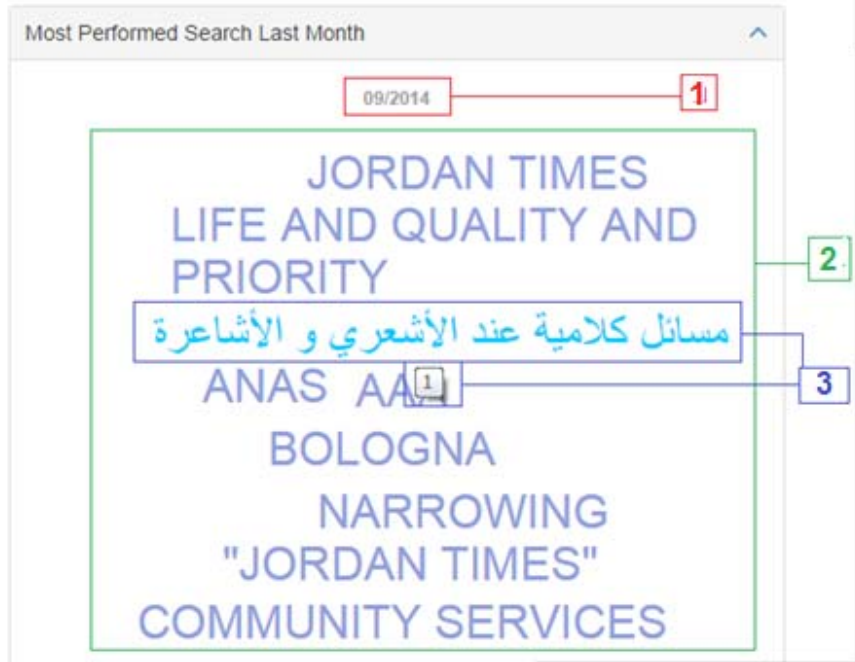 Most Performed Search Last Month
09/2014
1
JORDAN TIMES
LIFE AND QUALITY AND
PRIORITY
2
مسائل كلامية عند الأشعري و الأشاعرة
ANAS AAA
1
3
BOLOGNA
NARROWING
"JORDAN TIMES"
COMMUNITY SERVICES